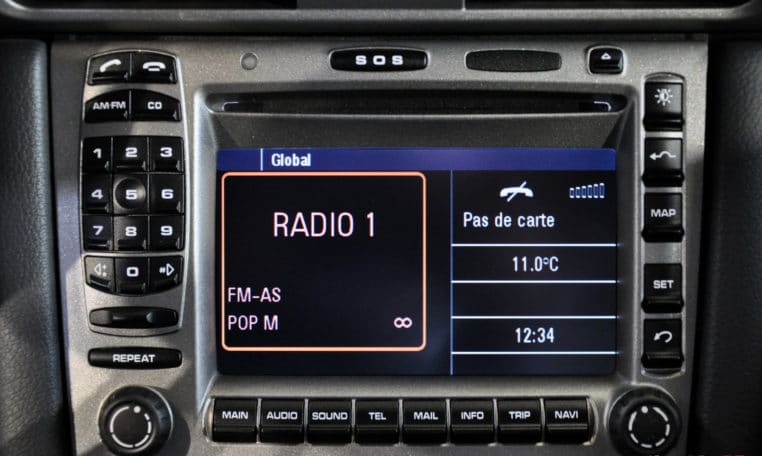 SOS
AM·FM CD
1 2 3
4 5 6
7 8 9
* 0 #
REPEAT
Global
RADIO 1
FM-AS
POP M
Pas de carte
11.0°C
12:34
MAP
SET
MAIN AUDIO SOUND TEL MAIL INFO TRIP NAVI